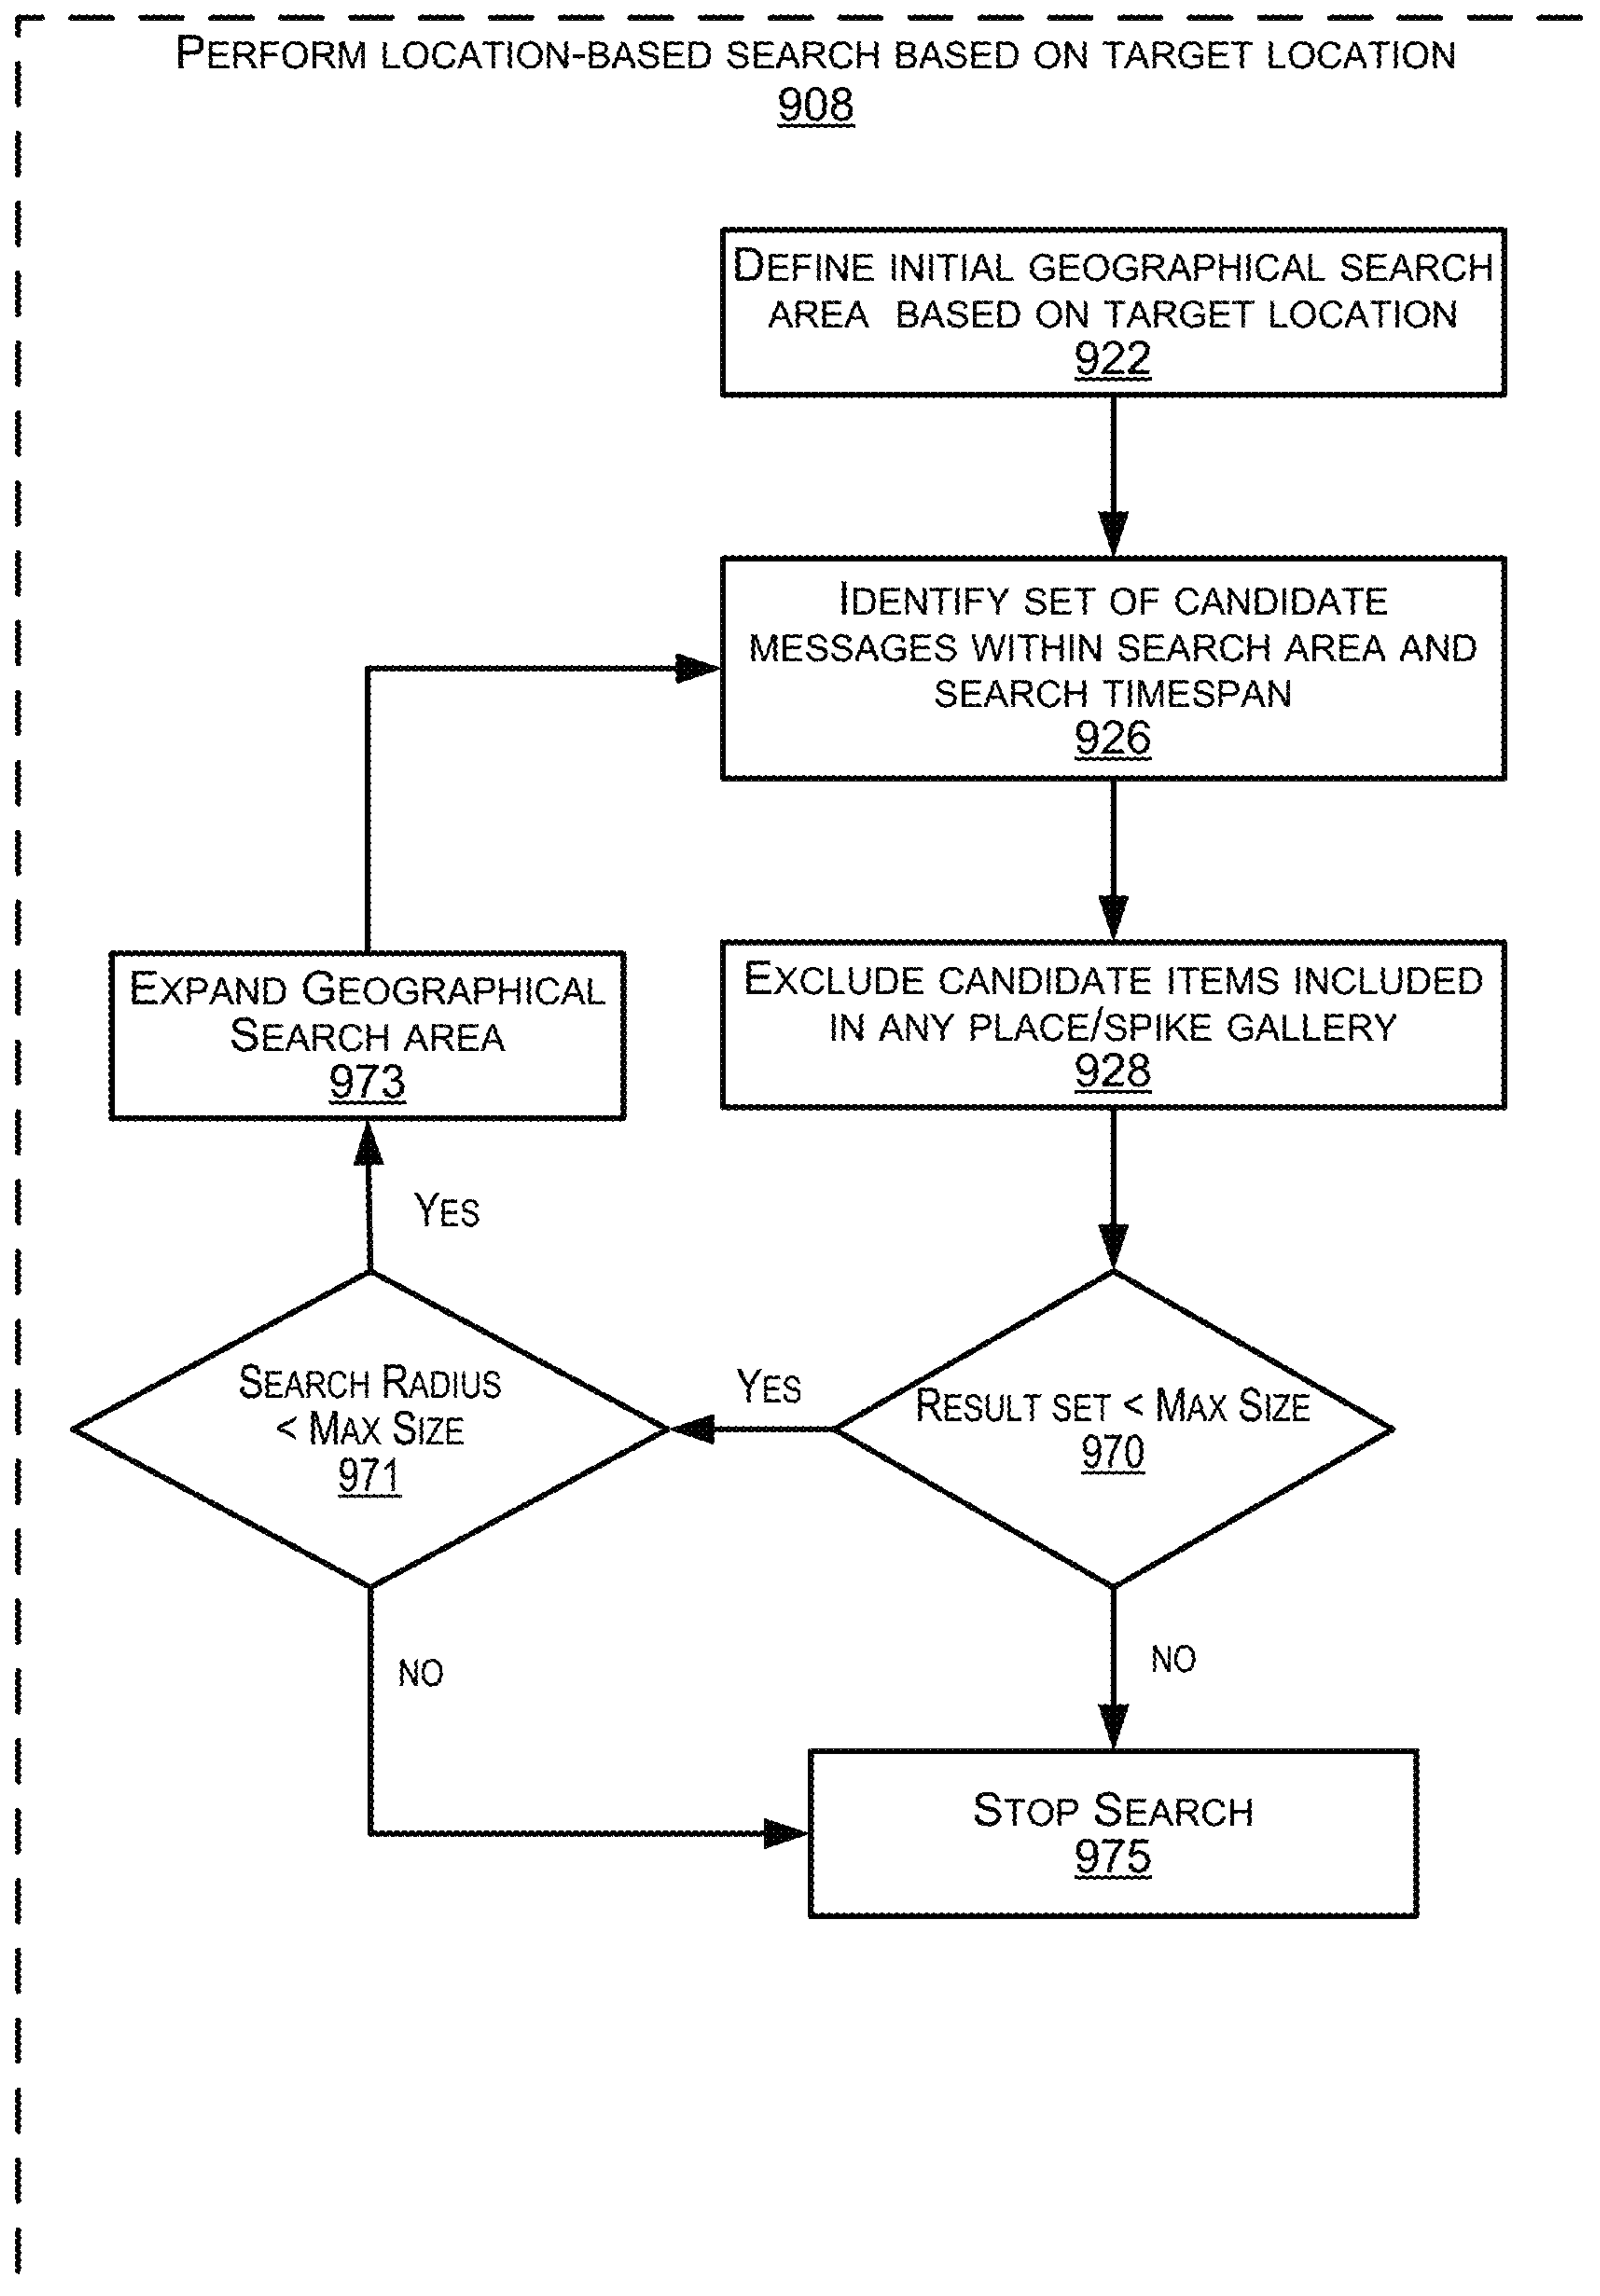 PERFORM LOCATION-BASED SEARCH BASED ON TARGET LOCATION
908
DEFINE INITIAL GEOGRAPHICAL SEARCH
AREA BASED ON TARGET LOCATION
922
IDENTIFY SET OF CANDIDATE
MESSAGES WITHIN SEARCH AREA AND
SEARCH TIMESPAN
926
EXPAND GEOGRAPHICAL
SEARCH AREA
973
EXCLUDE CANDIDATE ITEMS INCLUDED
IN ANY PLACE/SPIKE GALLERY
928
YES
SEARCH RADIUS
< MAX SIZE
971
YES
RESULT SET < MAX SIZE
970
NO
NO
STOP SEARCH
975